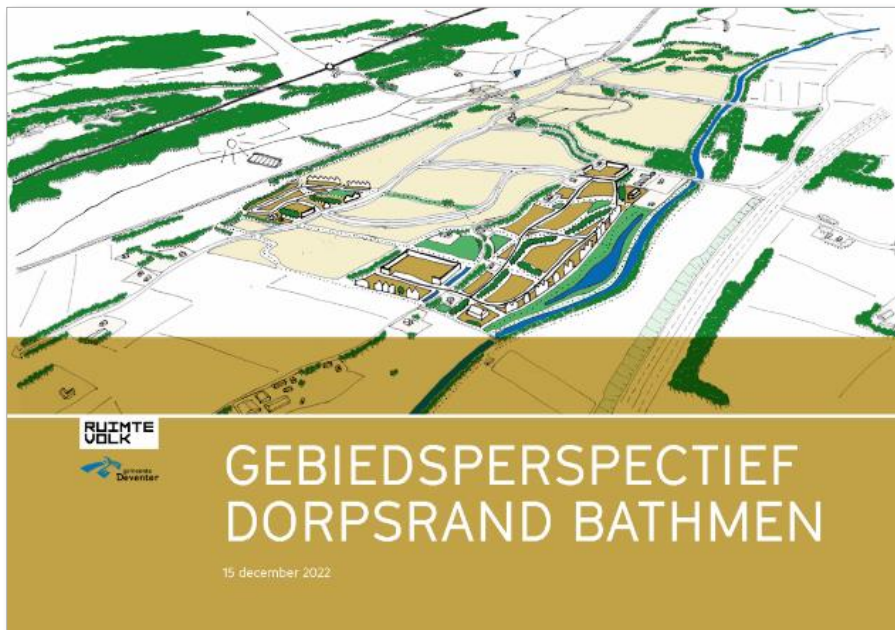 RUIMTE
VOLK
gemeente
Deventer
GEBIEDSPERSPECTIEF
DORPSRAND BATHMEN
15 december 2022